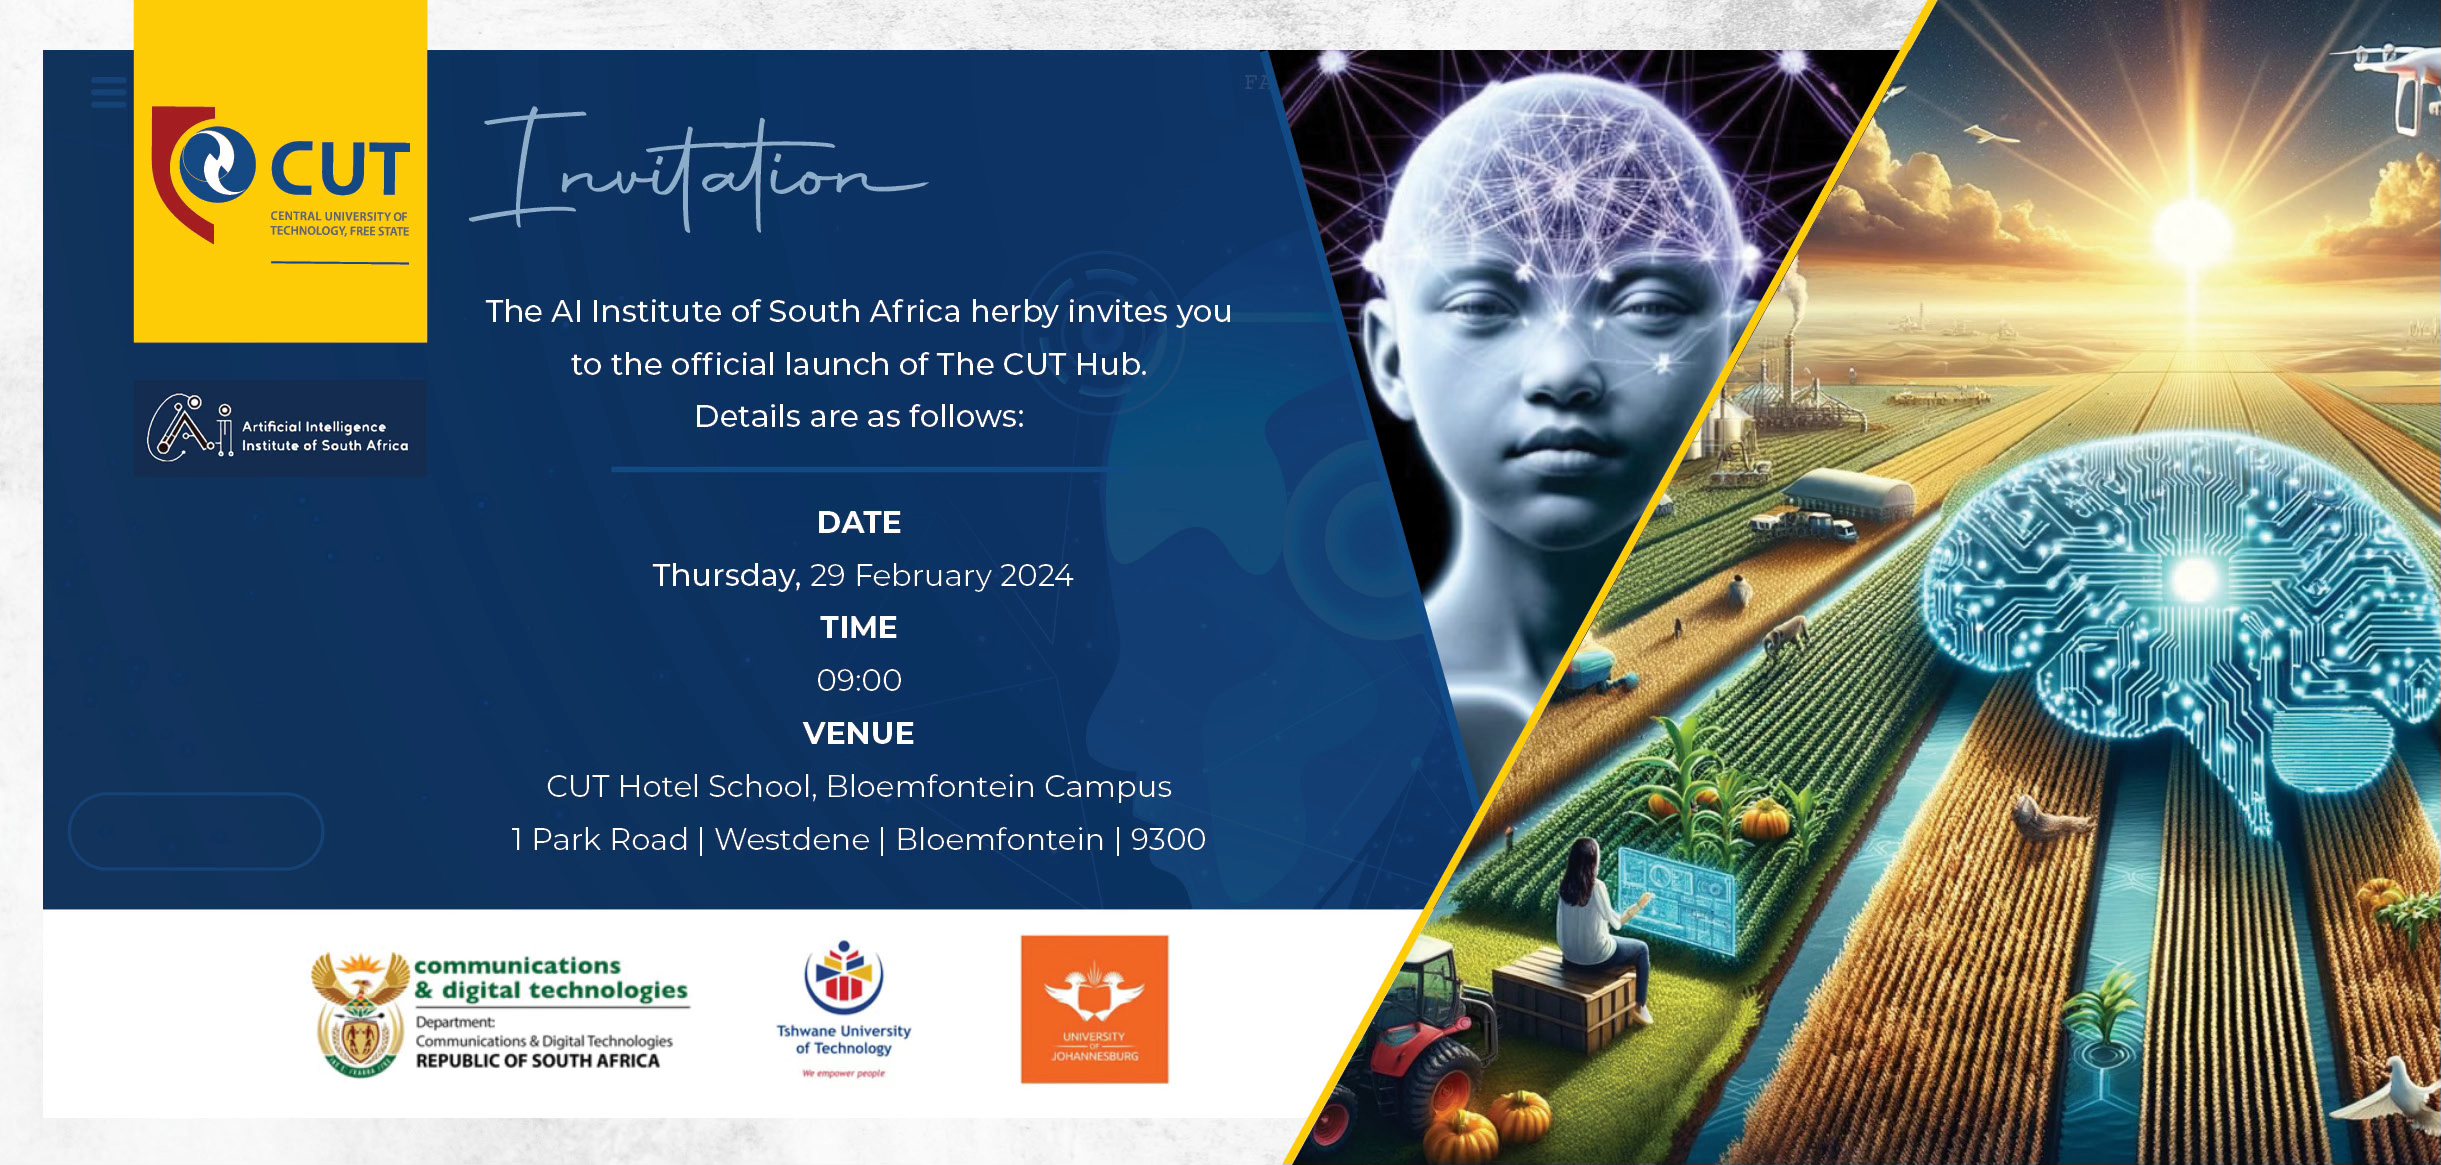 CUT
CENTRAL UNIVERSITY OF
TECHNOLOGY, FREE STATE
Artificial Intelligence
Institute of South Africa
Invitation
The AI Institute of South Africa herby invites you
to the official launch of The CUT Hub.
Details are as follows:
DATE
Thursday, 29 February 2024
TIME
09:00
VENUE
CUT Hotel School, Bloemfontein Campus
1 Park Road | Westdene | Bloemfontein | 9300
communications
& digital technologies
Department:
Communications & Digital Technologies
REPUBLIC OF SOUTH AFRICA
Tshwane University
of Technology
We empower people
UNIVERSITY
OF
JOHANNESBURG